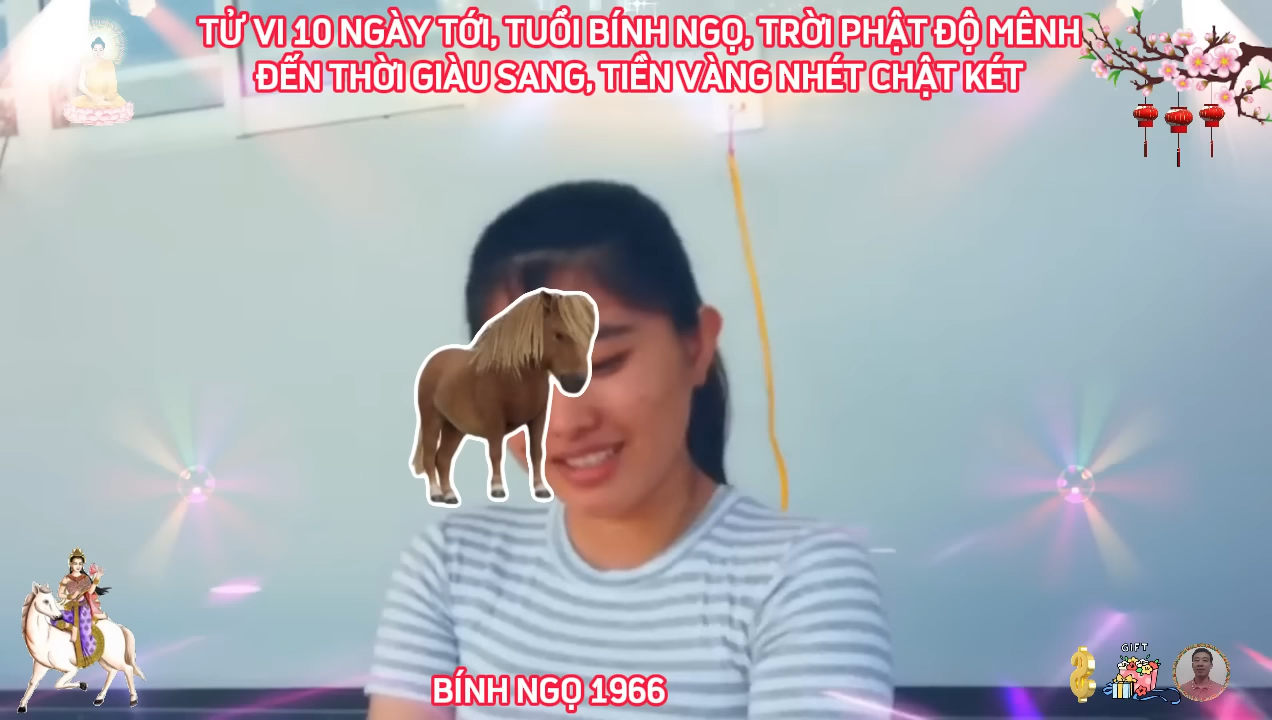 TỬ VI 10 NGÀY TỚI, TUỔI BÍNH NGỌ, TRỜI PHẬT ĐỘ MÊNH
ĐẾN THỜI GIÀU SANG, TIỀN VÀNG NHÉT CHẬT KÉT
GIFT
BÍNH NGỌ 1966